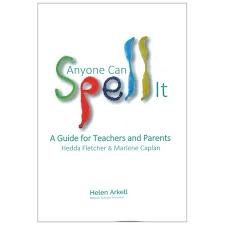 Anyone Can
Spell It
A Guide for Teachers and Parents
Hedda Fletcher & Marlene Caplan
Helen Arkell